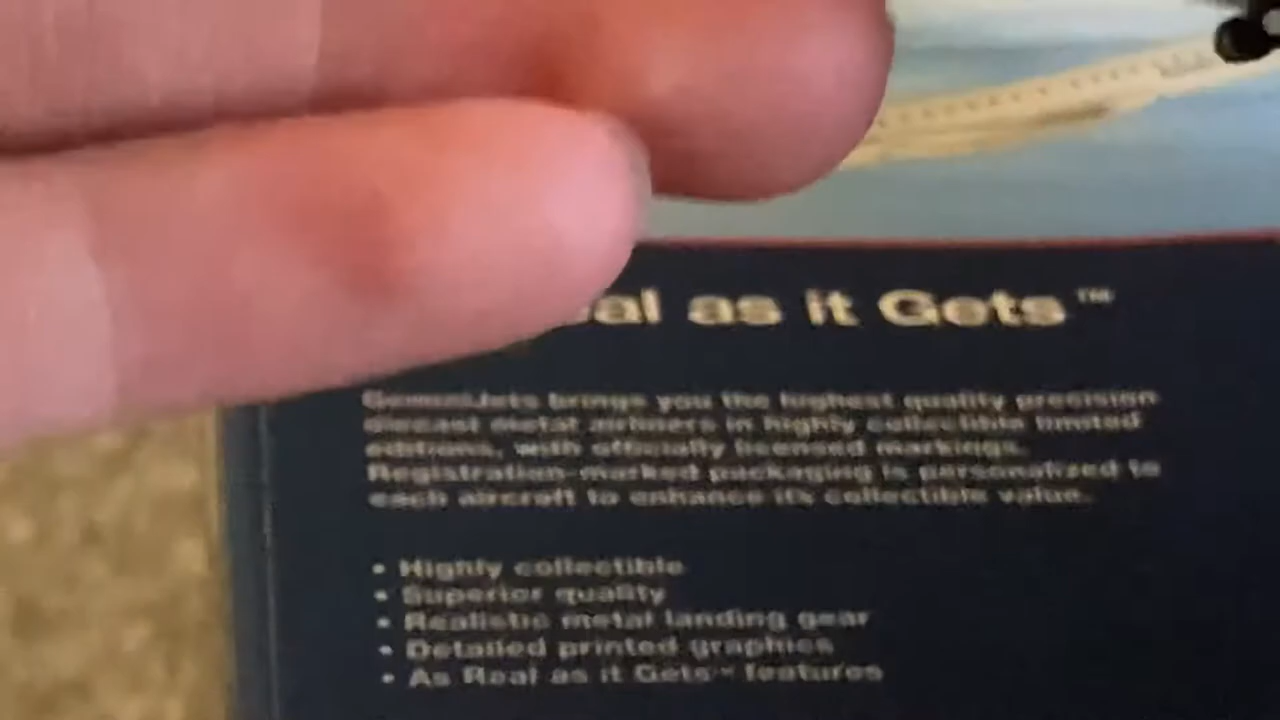 eal as it Gets™
GeminiJets brings you the highest quality precision
diecast metal airliners in highly collectible limited
editions, with officially licensed markings.
Registration-marked packaging is personalized to
each aircraft to enhance its collectible value.
• Highly collectible
• Superior quality
• Realistic metal landing gear
• Detailed printed graphics
• As Real as it Gets™ features